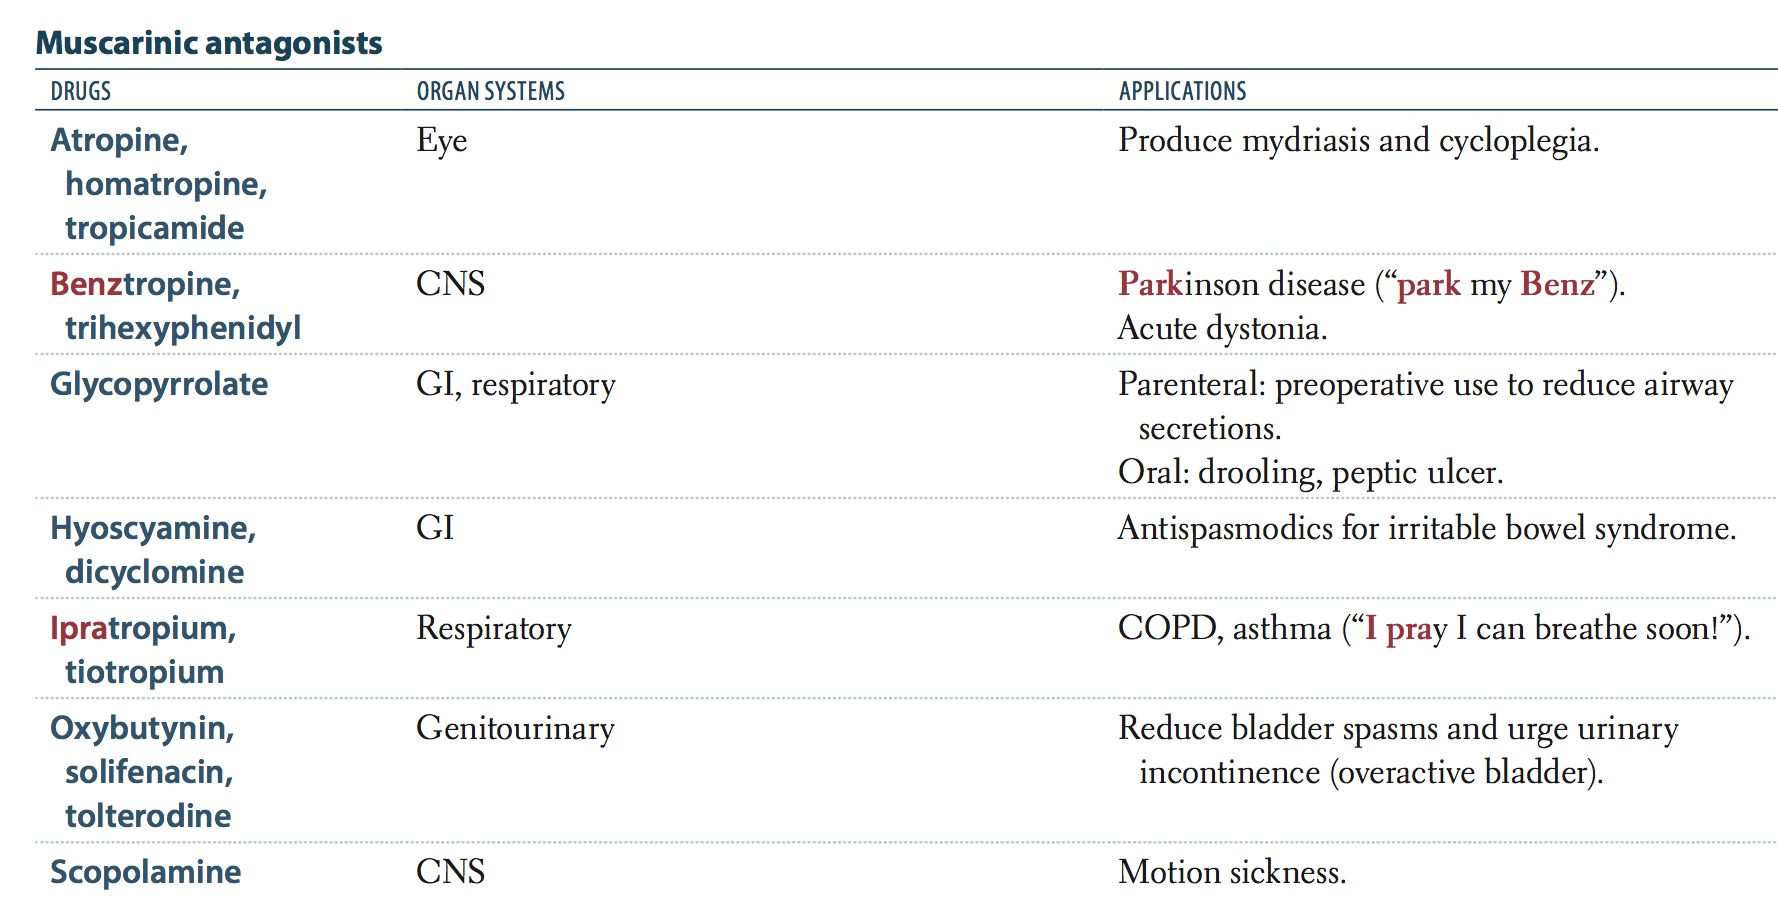 Muscarinic antagonists
DRUGS ORGAN SYSTEMS APPLICATIONS
Atropine, Eye Produce mydriasis and cycloplegia.
homatropine,
tropicamide
Benztropine, CNS Parkinson disease (“park my Benz”).
trihexyphenidyl Acute dystonia.
Glycopyrrolate GI, respiratory Parenteral: preoperative use to reduce airway
secretions.
Oral: drooling, peptic ulcer.
Hyoscyamine, GI Antispasmodics for irritable bowel syndrome.
dicyclomine
Ipratropium, Respiratory COPD, asthma (“I pray I can breathe soon!”).
tiotropium
Oxybutynin, Genitourinary Reduce bladder spasms and urge urinary
solifenacin, incontinence (overactive bladder).
tolterodine
Scopolamine CNS Motion sickness.